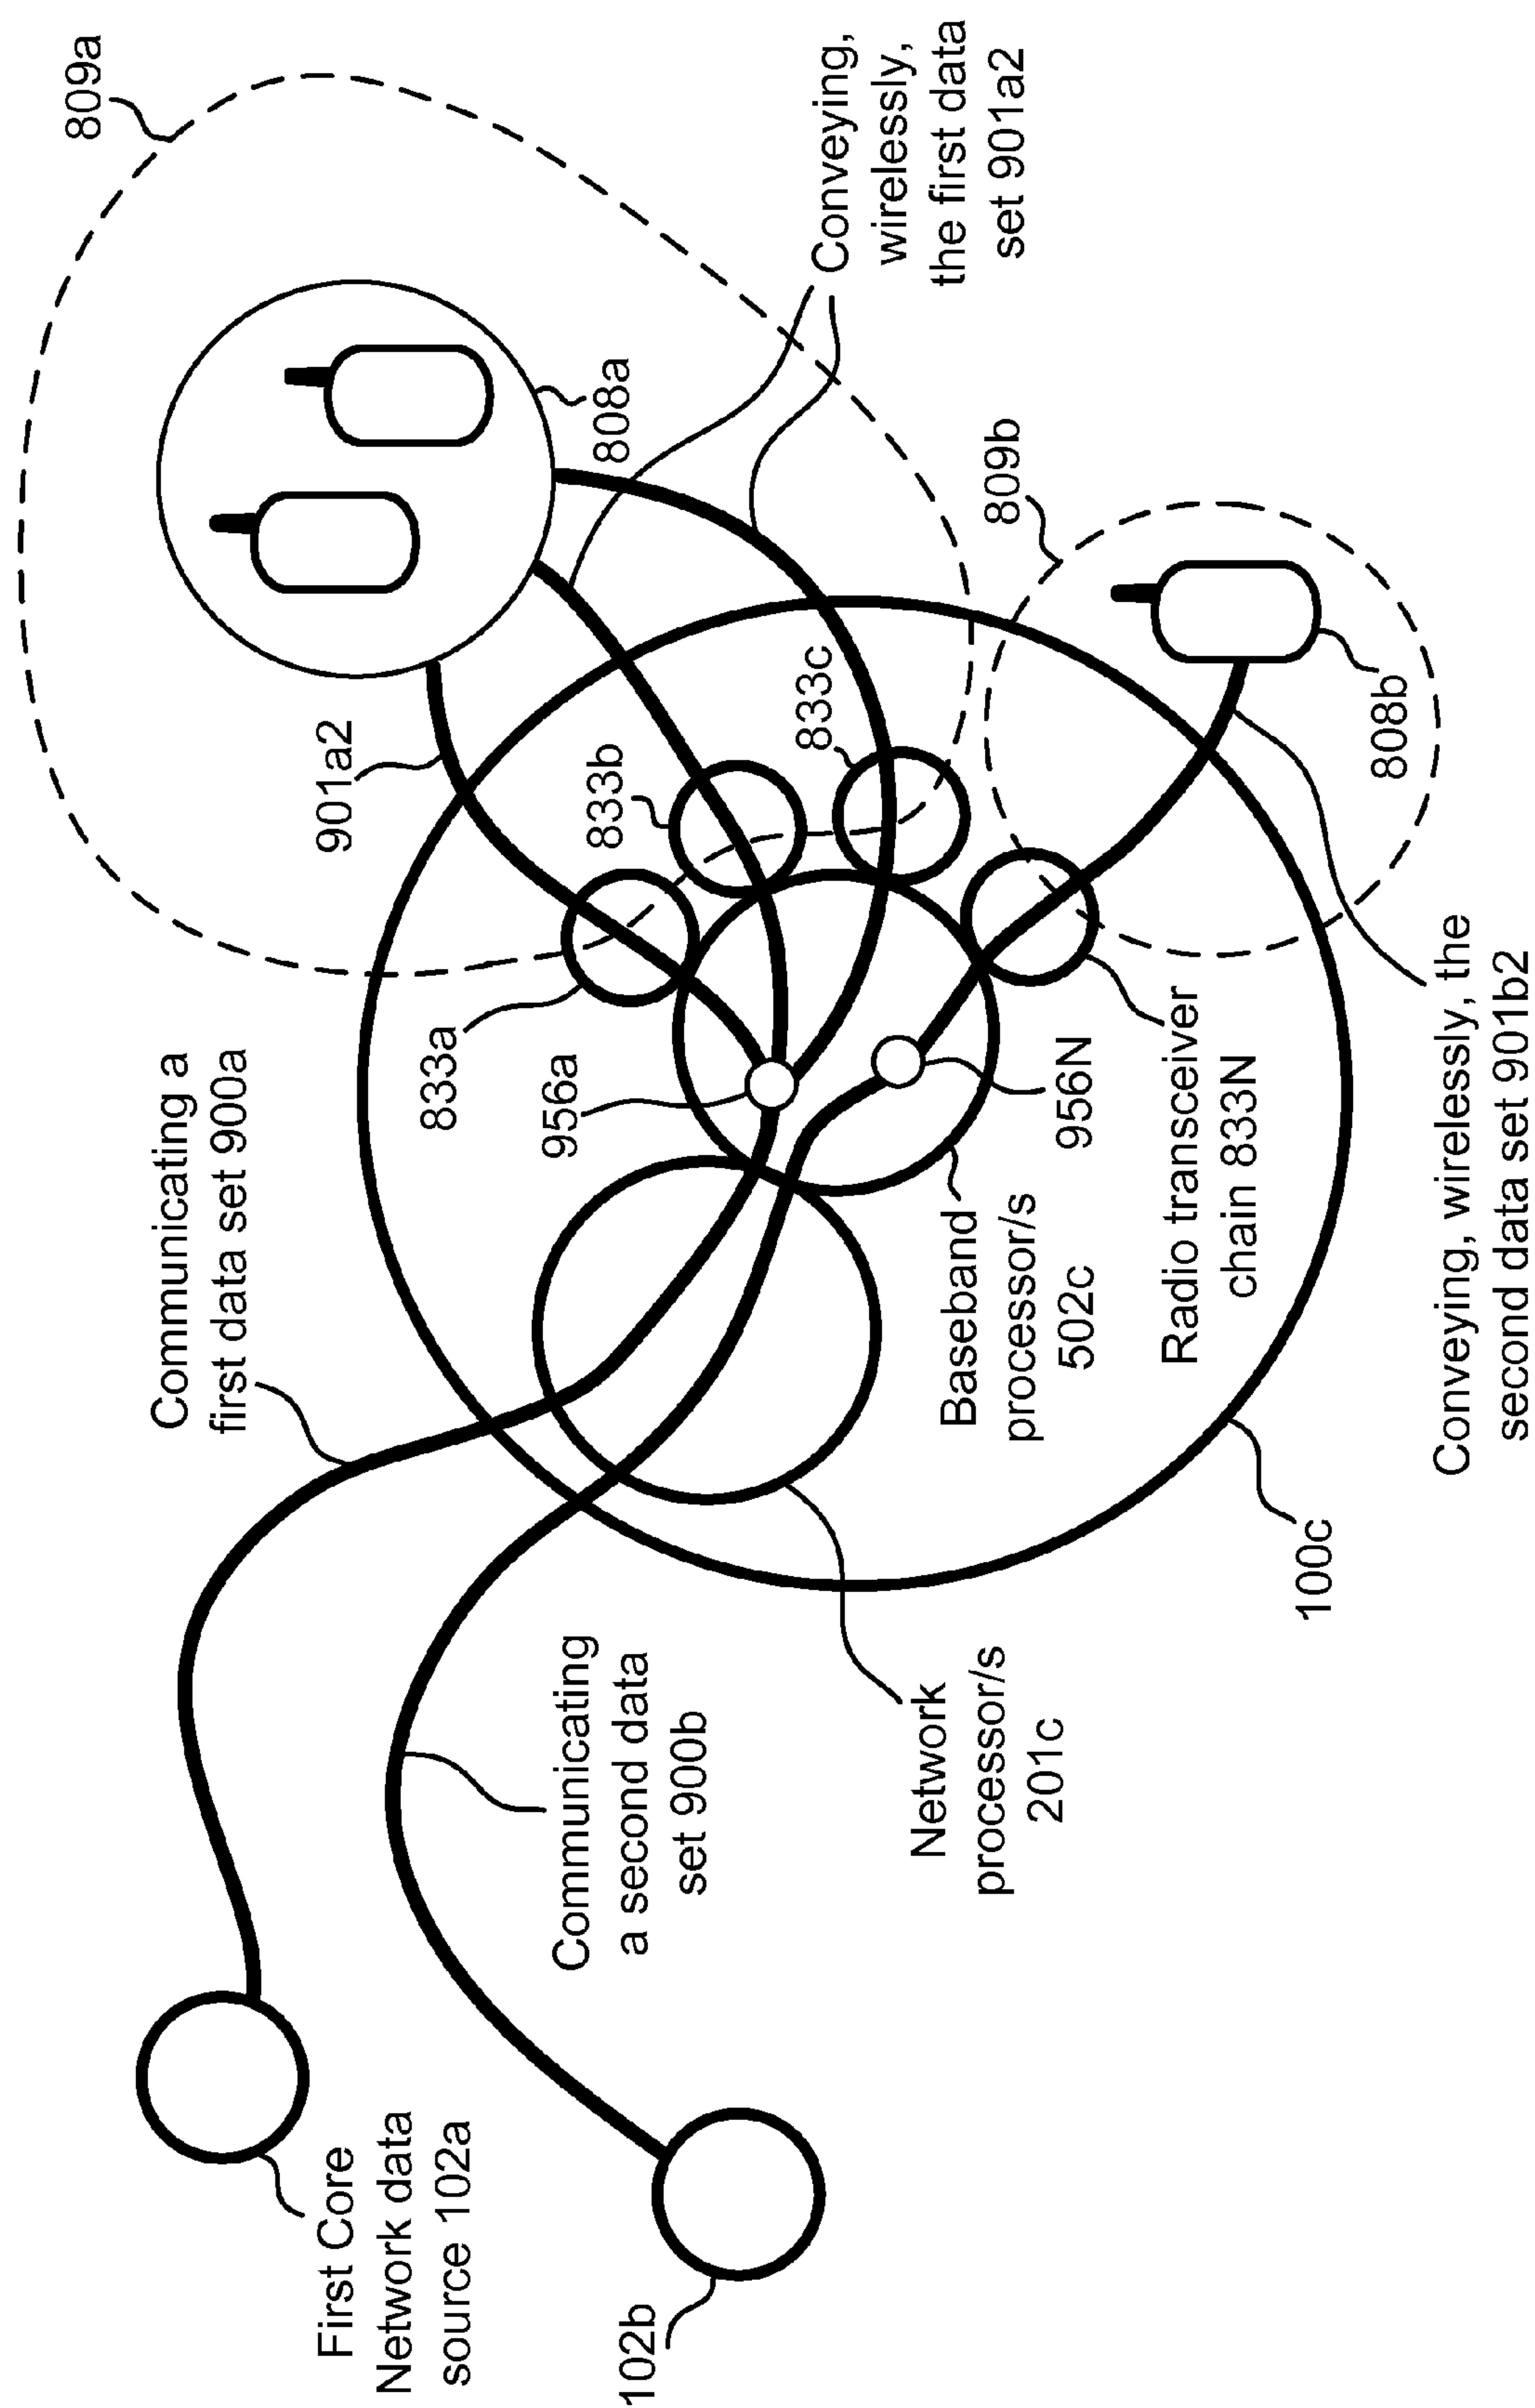 809a
Conveying,
wirelessly,
the first data
set 901a2
808a
809b
901a2
833b
833c
808b
Communicating a
first data set 900a
833a
956a
956N
Radio transceiver
chain 833N
Conveying, wirelessly, the
second data set 901b2
Baseband
processor/s
502c
100c
Communicating
a second data
set 900b
Network
processor/s
201c
First Core
Network data
source 102a
102b